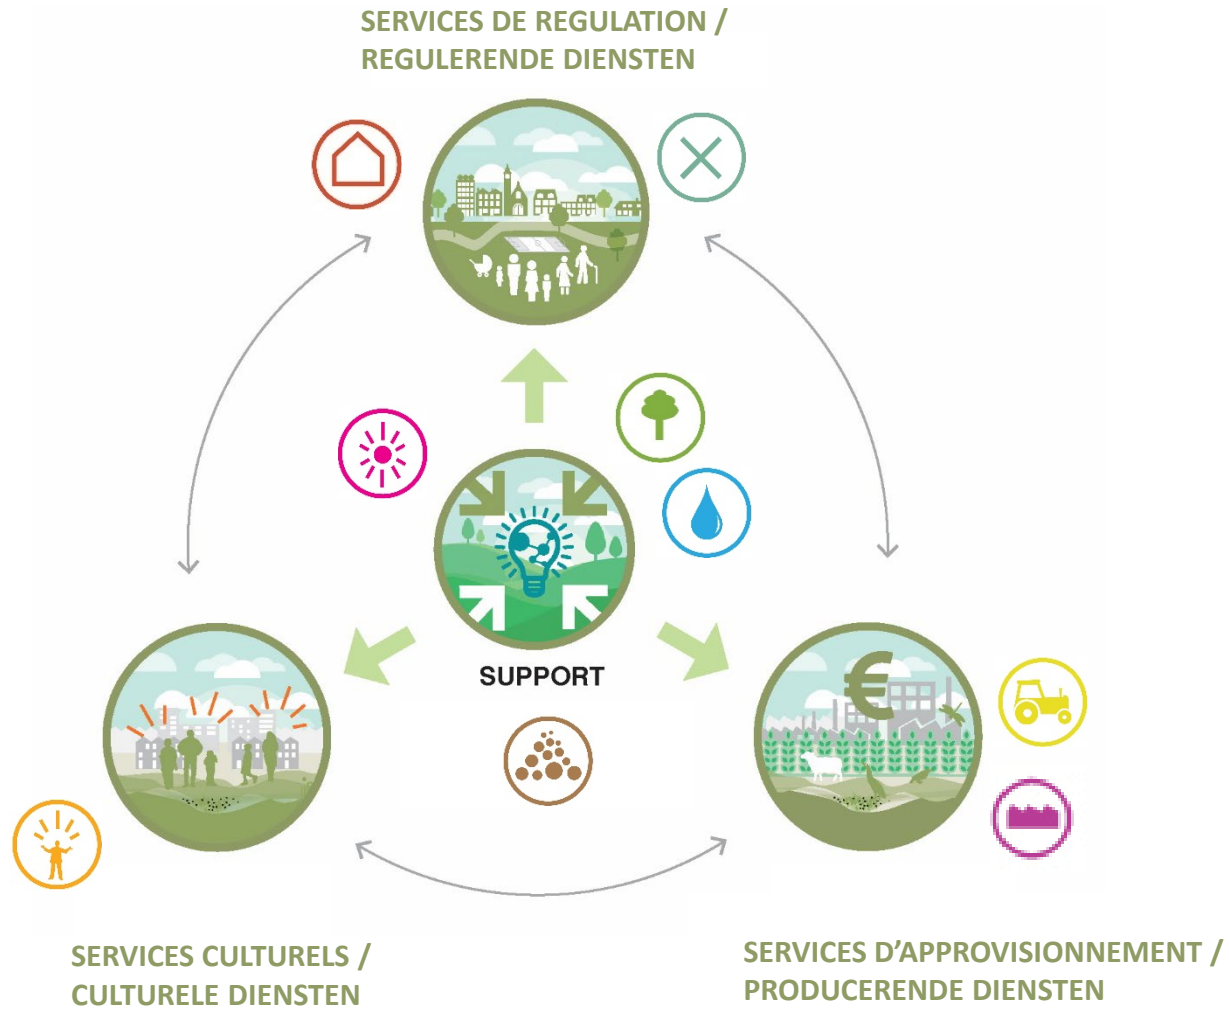 SERVICES DE REGULATION /
REGULERENDE DIENSTEN
€
SUPPORT
SERVICES CULTURELS /
CULTURELE DIENSTEN
SERVICES D’APPROVISIONNEMENT /
PRODUCERENDE DIENSTEN